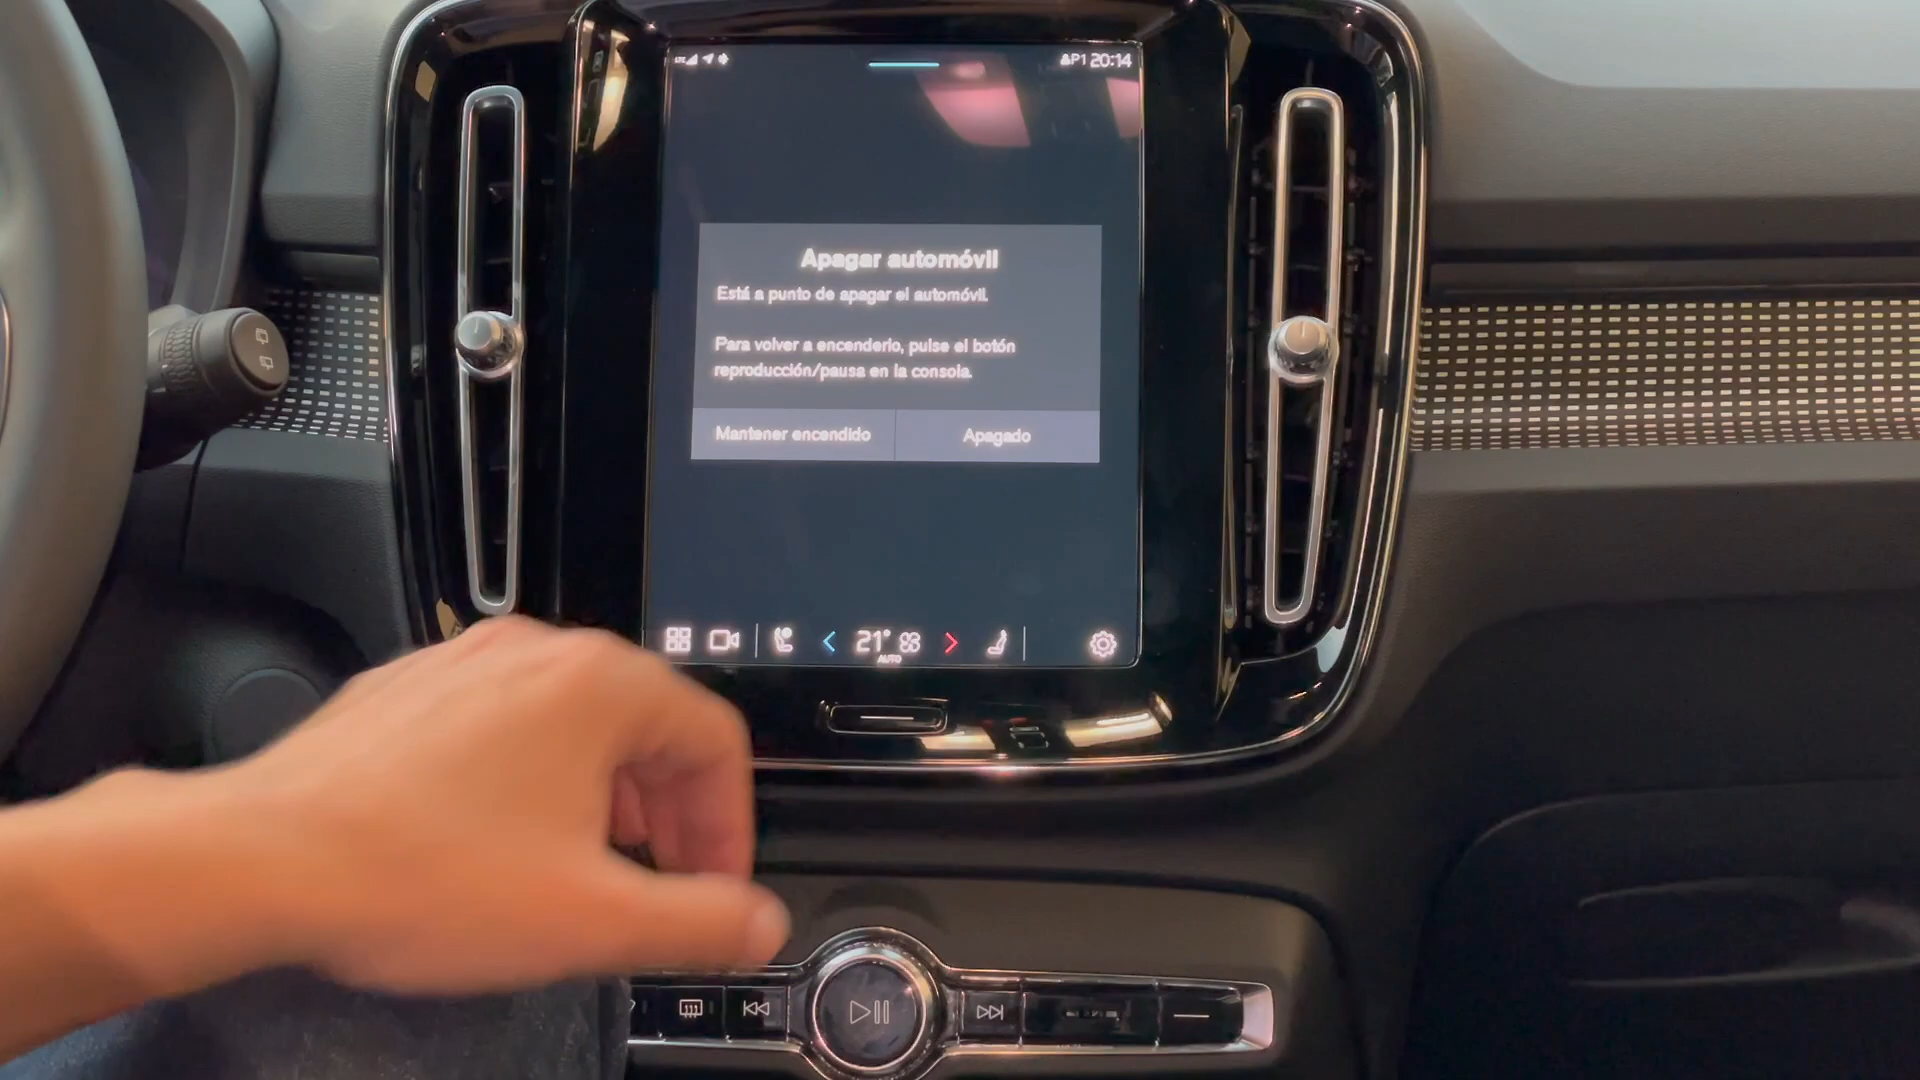 LTE
P1 20:14
Apagar automóvil
Está a punto de apagar el automóvil.
Para volver a encenderlo, pulse el botón
reproducción/pausa en la consola.
Mantener encendido
Apagado
21°
AUTO